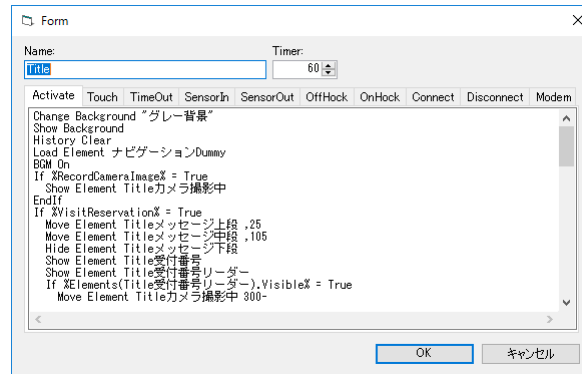 Form
Name:
Timer:
Title
60
Activate Touch TimeOut SensorIn SensorOut OffHock OnHock Connect Disconnect Modem
Change Background "グレー背景"
Show Background
History Clear
Load Element ナビゲーションDummy
BGM On
If %RecordCameraImage% = True
Show Element Titleカメラ撮影中
EndIf
If %VisitReservation% = True
Move Element Titleメッセージ上段 ,25
Move Element Titleメッセージ中段 ,105
Hide Element Titleメッセージ下段
Show Element Title受付番号
Show Element Title受付番号リーダー
If %Elements(Title受付番号リーダー).Visible% = True
Move Element Titleカメラ撮影中 300-
OK
キャンセル